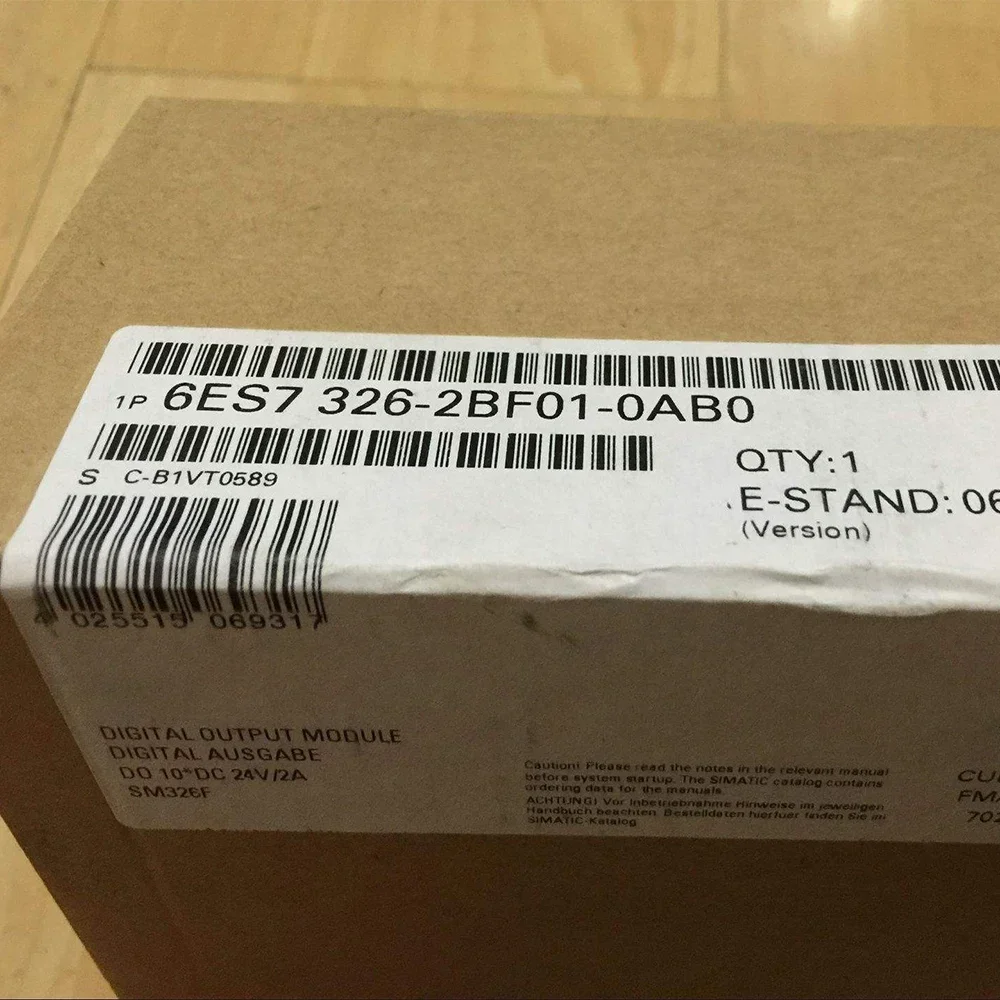 1P 6ES7 326-2BF01-0AB0
S C-B1VT0589
QTY:1
E-STAND: 06
(Version)
025515 069317
DIGITAL OUTPUT MODULE
DIGITAL AUSGABE
DO 10*DC 24V/2A
SM326F
Caution! Please read the notes in the relevant manual
before system startup. The SIMATIC catalog contains
ordering data for the manuals.
ACHTUNG! Vor Inbetriebnahme Hinweise im jeweiligen
Handbuch beachten. Bestelldaten hierfuer finden Sie im
SIMATIC-Katalog